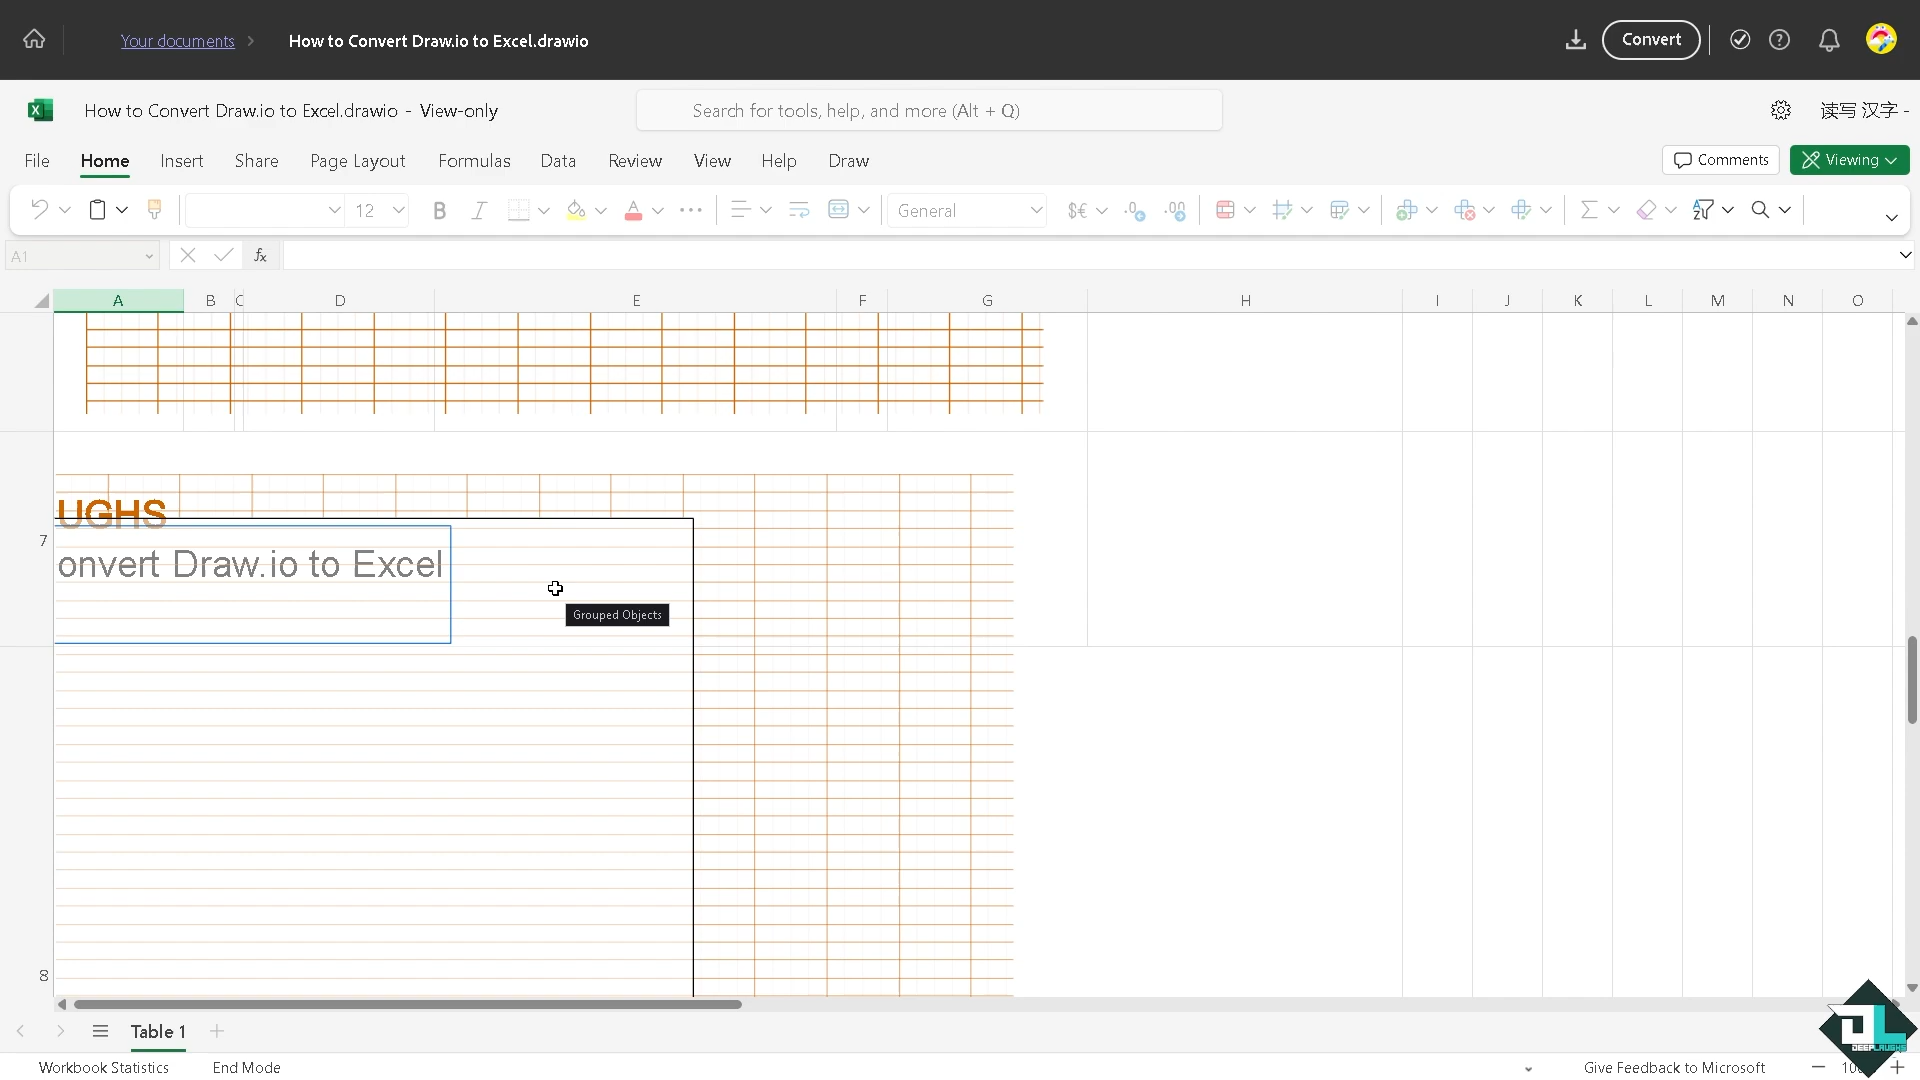 Your documents > How to Convert Draw.io to Excel.drawio
Convert
How to Convert Draw.io to Excel.drawio - View-only
Search for tools, help, and more (Alt + Q)
读写 汉字 -
File Home Insert Share Page Layout Formulas Data Review View Help Draw
Comments
Viewing
12
General
A1
fx
A B C D E F G H I J K L M N O
UGHS
7
onvert Draw.io to Excel
Grouped Objects
8
Table 1
DEEPLAUGHS
Workbook Statistics
End Mode
Give Feedback to Microsoft